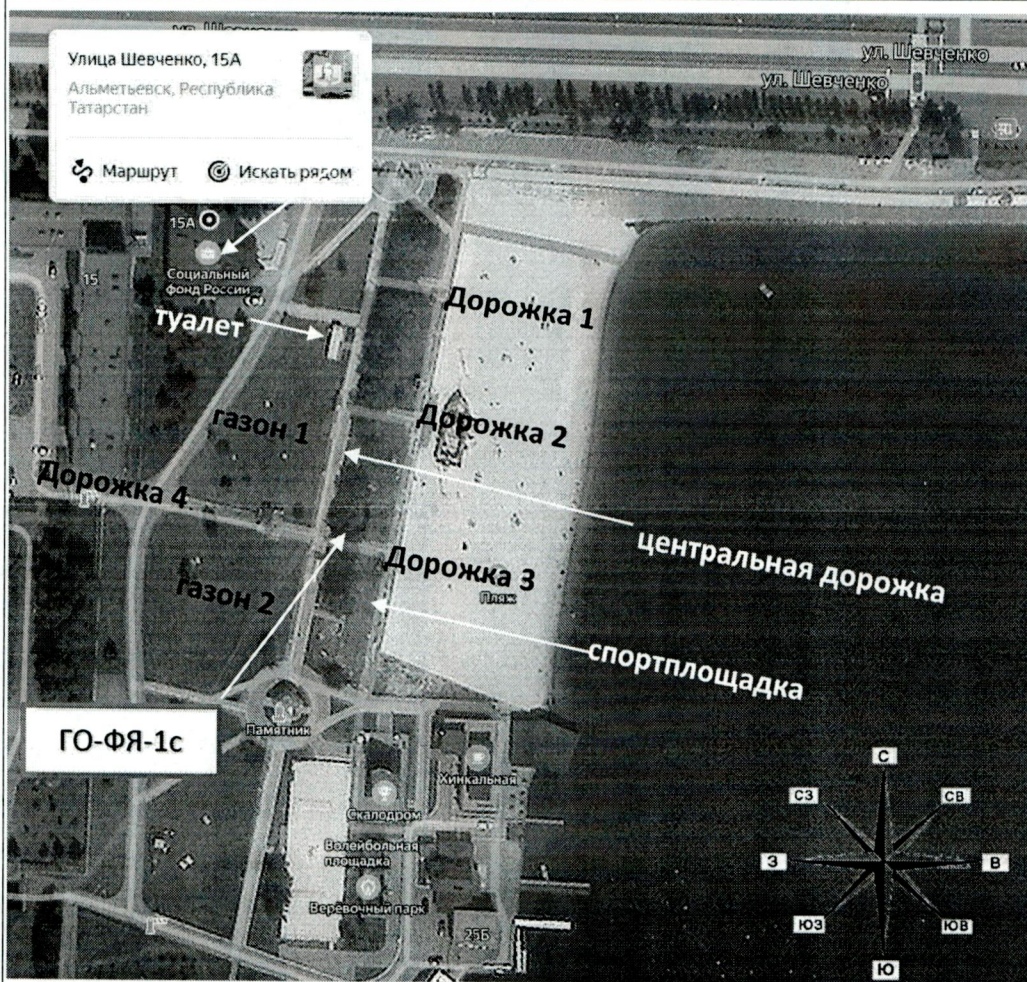 ул. Шевченко
ул. Шевченко
Улица Шевченко, 15А
Альметьевск, Республика
Татарстан
Маршрут
Искать рядом
15А
15
Социальный
фонд России
туалет
Дорожка 1
газон 1
Дорожка 2
Дорожка 4
центральная дорожка
Дорожка 3
газон 2
Пляж
спортплощадка
ГО-ФЯ-1с
Памятник
Хинкальная
Скалодром
Волейбольная
площадка
Верёвочный парк
25Б
С
СЗ
СВ
З
В
ЮЗ
ЮВ
Ю